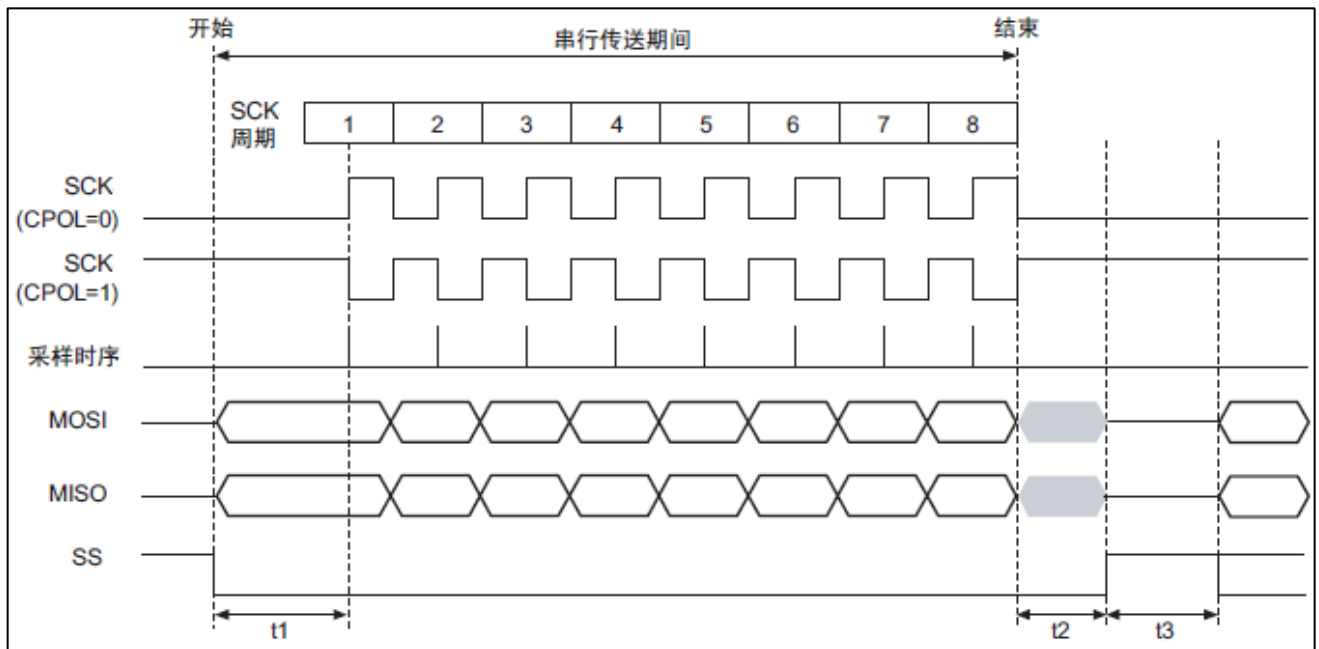 开始
串行传送期间
结束
SCK
周期
1 2 3 4 5 6 7 8
SCK
(CPOL=0)
SCK
(CPOL=1)
采样时序
MOSI
MISO
SS
t1 t2 t3